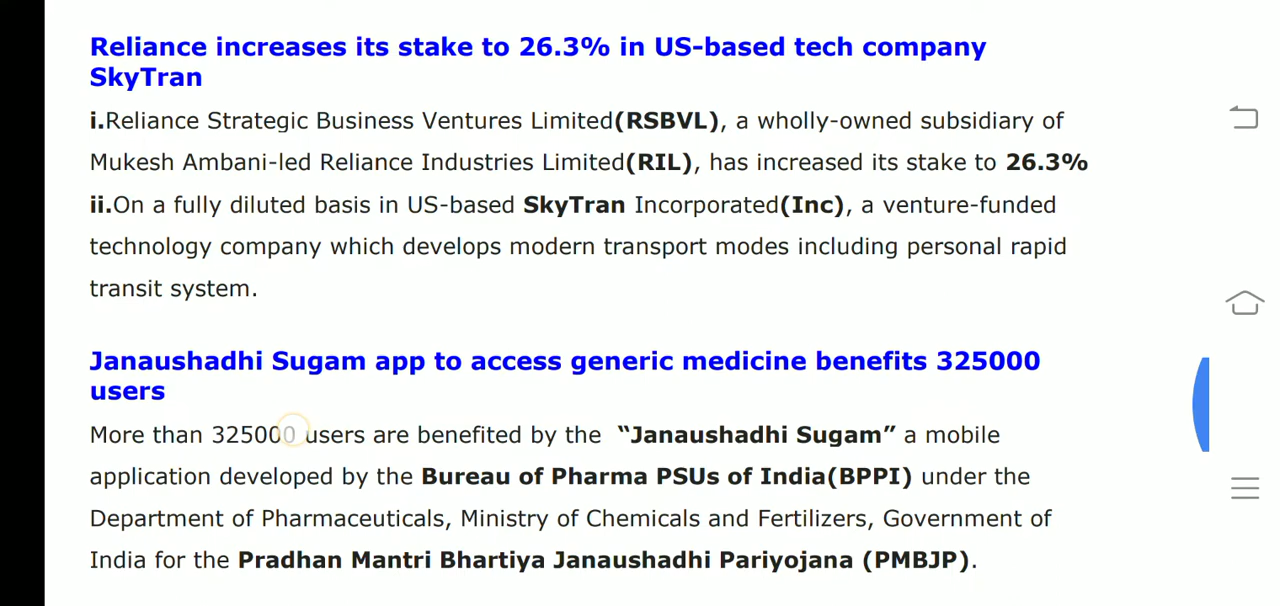 Reliance increases its stake to 26.3% in US-based tech company
SkyTran
i.Reliance Strategic Business Ventures Limited(RSBVL), a wholly-owned subsidiary of
Mukesh Ambani-led Reliance Industries Limited(RIL), has increased its stake to 26.3%
ii.On a fully diluted basis in US-based SkyTran Incorporated(Inc), a venture-funded
technology company which develops modern transport modes including personal rapid
transit system.
Janaushadhi Sugam app to access generic medicine benefits 325000
users
More than 325000 users are benefited by the “Janaushadhi Sugam” a mobile
application developed by the Bureau of Pharma PSUs of India(BPPI) under the
Department of Pharmaceuticals, Ministry of Chemicals and Fertilizers, Government of
India for the Pradhan Mantri Bhartiya Janaushadhi Pariyojana (PMBJP).